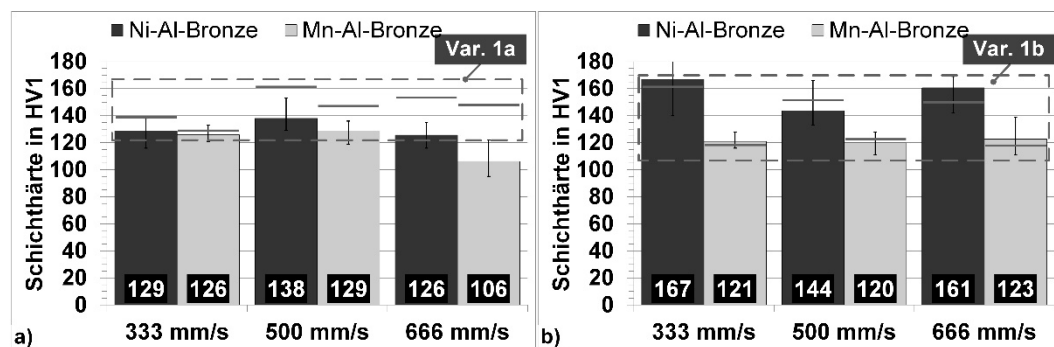 Ni-Al-Bronze Mn-Al-Bronze
Var. 1a
Schichthärte in HV1
180
160
140
120
100
80
60
40
20
0
129 126 138 129 126 106
333 mm/s 500 mm/s 666 mm/s
a)
Ni-Al-Bronze Mn-Al-Bronze
Var. 1b
Schichthärte in HV1
180
160
140
120
100
80
60
40
20
0
167 121 144 120 161 123
333 mm/s 500 mm/s 666 mm/s
b)